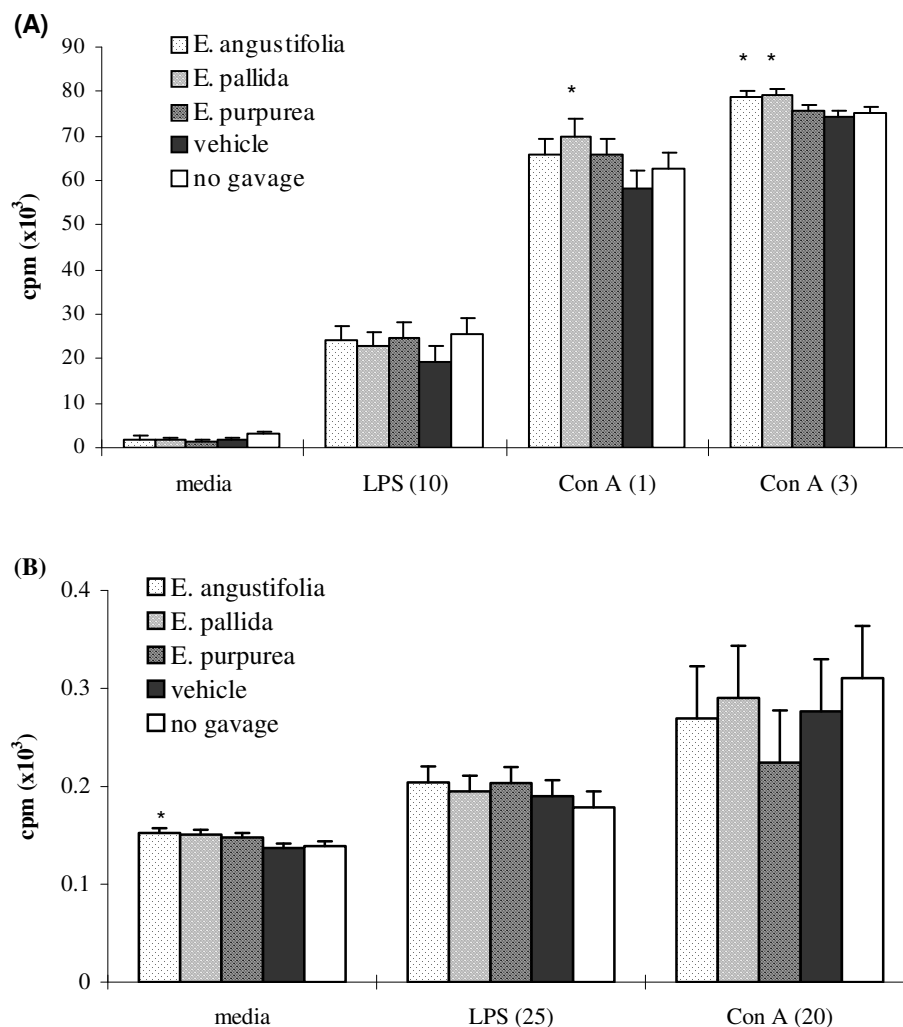 (A)
90
80
70
60
50
40
30
20
10
0
cpm (x10³)
E. angustifolia
E. pallida
E. purpurea
vehicle
no gavage
*
* *
media LPS (10) Con A (1) Con A (3)
(B)
0.4
0.3
0.2
0.1
0
cpm (x10³)
E. angustifolia
E. pallida
E. purpurea
vehicle
no gavage
*
media LPS (25) Con A (20)